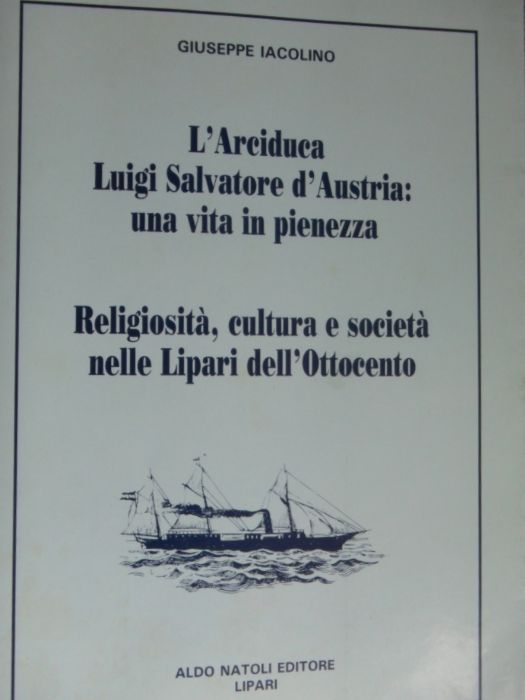 GIUSEPPE IACOLINO
L'Arciduca
Luigi Salvatore d'Austria:
una vita in pienezza
Religiosità, cultura e società
nelle Lipari dell'Ottocento
ALDO NATOLI EDITORE
LIPARI